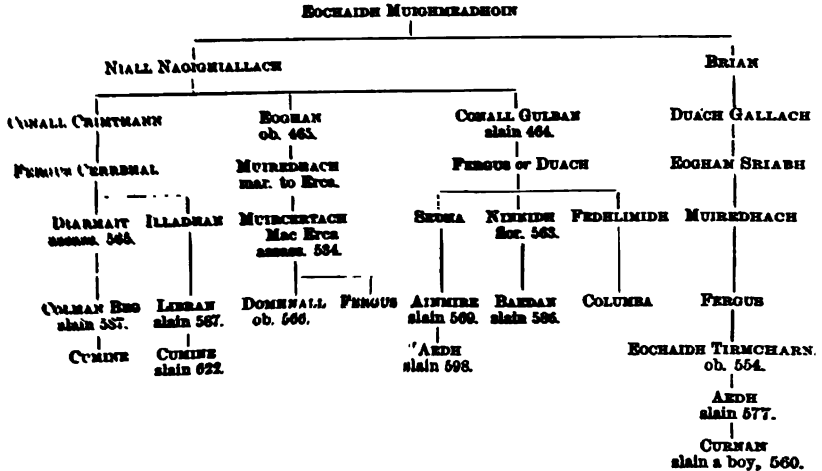 EOCHAIDH MUIGHMEADHOIN
NIALL NAOIGHIALLACH BRIAN
CONALL CRIMTHANN EOGHAN CONALL GULBAN DUACH GALLACH
ob. 465. slain 464.
FERGUS CERRBHAL MUIREDHACH FERGUS or DUACH EOGHAN SRIABH
mar. to Erca.
DIARMAIT ILLADHAN MUIRCERTACH SEDNA NINNIDH FEDHLIMIDH MUIREDHACH
assass. 565. Mac Erca flor. 563.
assass. 534.
COLMAN BEG LIBRAN DOMHNALL FERGUS AINMIRE BAEDAN COLUMBA FERGUS
slain 587. slain 567. ob. 566. slain 569. slain 586.
CUMINE CUMINE AEDH EOCHAIDH TIRMCHARN.
slain 622. slain 598. ob. 554.
AEDH
slain 577.
CURNAN
slain a boy, 560.